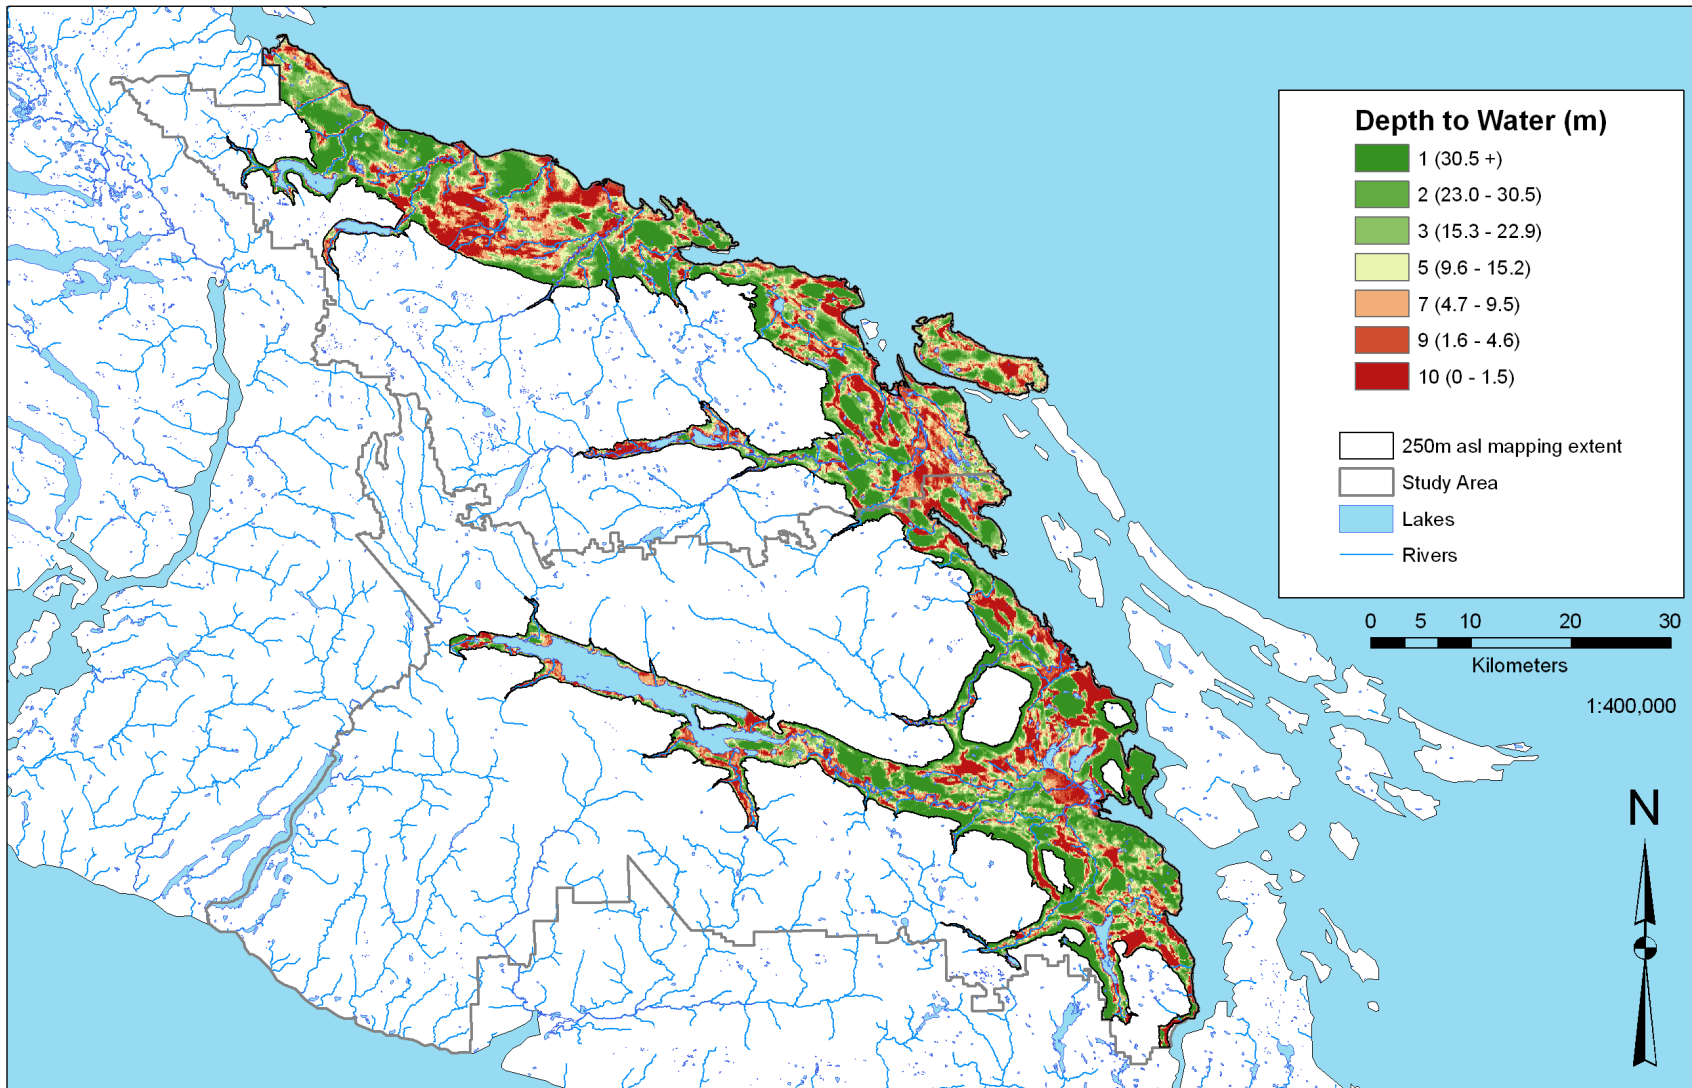 Depth to Water (m)
1 (30.5 +)
2 (23.0 - 30.5)
3 (15.3 - 22.9)
5 (9.6 - 15.2)
7 (4.7 - 9.5)
9 (1.6 - 4.6)
10 (0 - 1.5)
250m asl mapping extent
Study Area
Lakes
Rivers
0 5 10 20 30
Kilometers
1:400,000
N